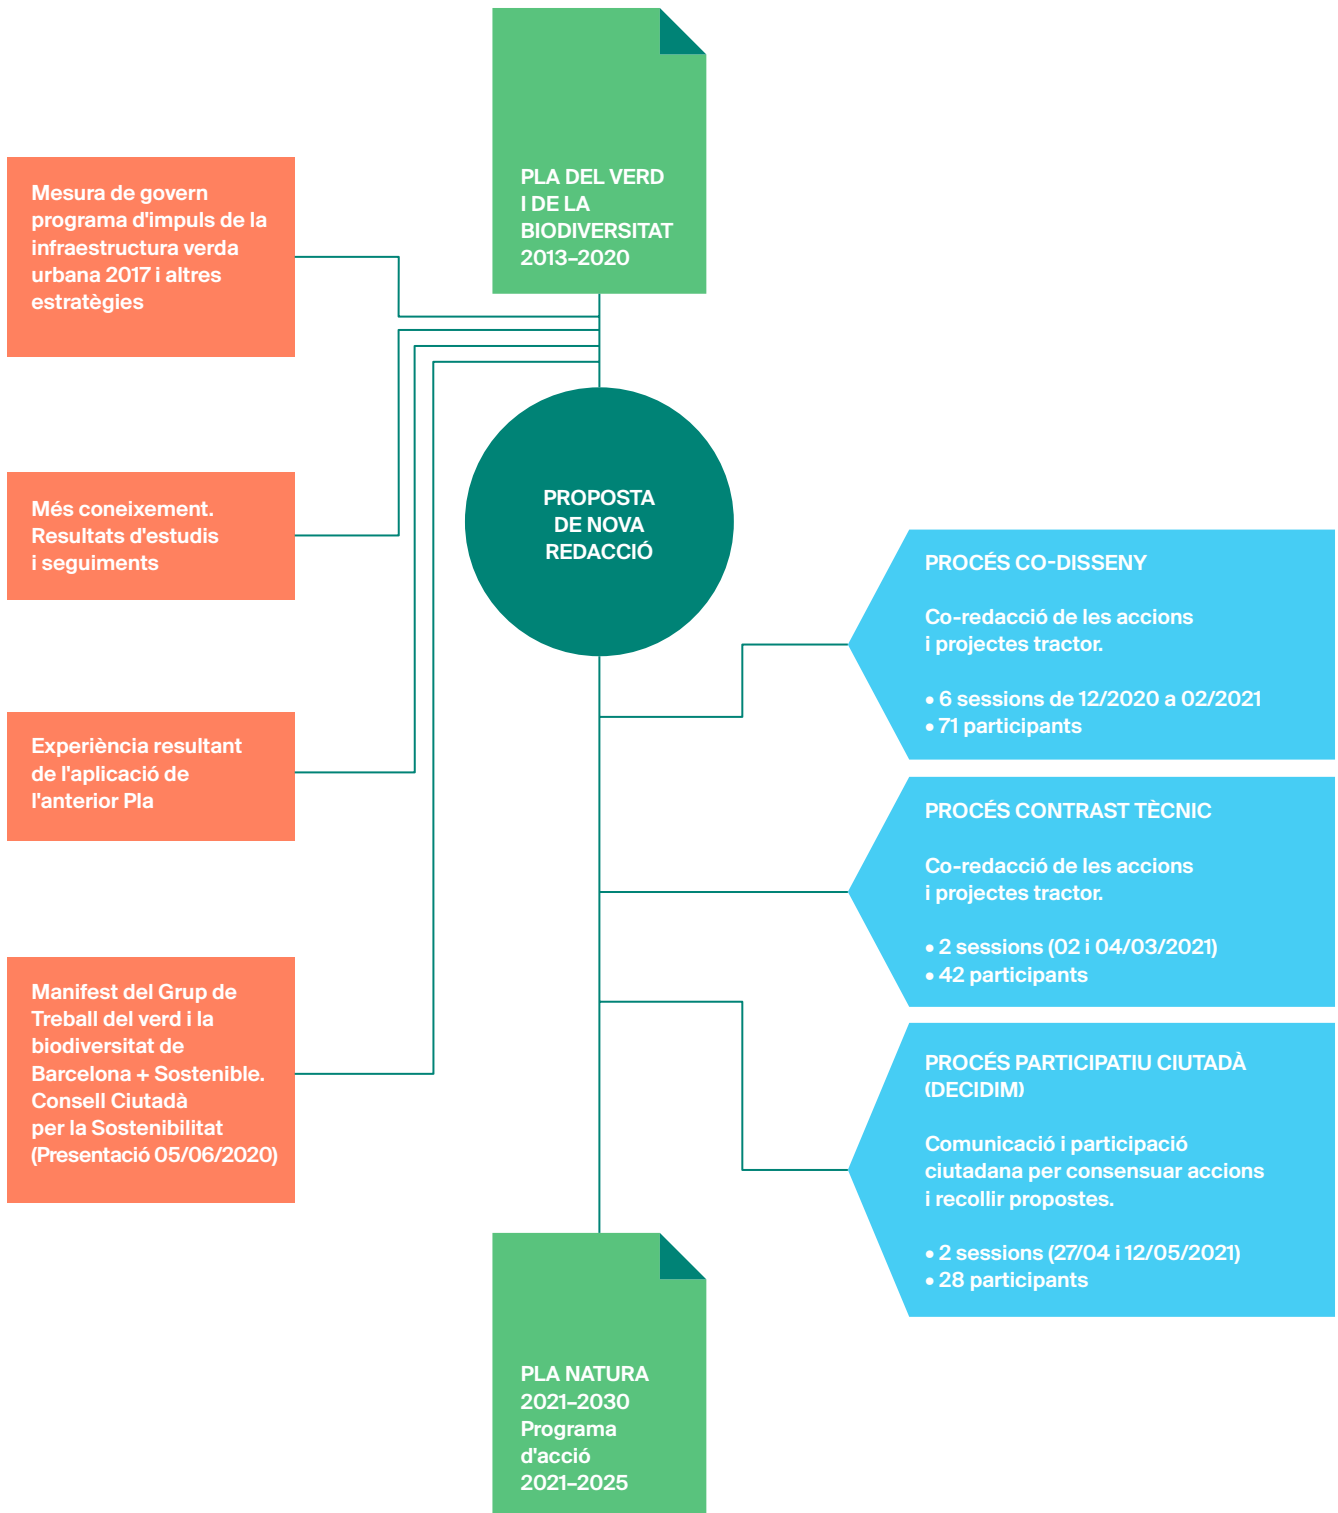 PLA DEL VERD
I DE LA
BIODIVERSITAT
2013–2020
Mesura de govern
programa d'impuls de la
infraestructura verda
urbana 2017 i altres
estratègies
Més coneixement.
Resultats d'estudis
i seguiments
Experiència resultant
de l'aplicació de
l'anterior Pla
Manifest del Grup de
Treball del verd i la
biodiversitat de
Barcelona + Sostenible.
Consell Ciutadà
per la Sostenibilitat
(Presentació 05/06/2020)
PROPOSTA
DE NOVA
REDACCIÓ
PROCÉS CO-DISSENY
Co-redacció de les accions
i projectes tractor.
• 6 sessions de 12/2020 a 02/2021
• 71 participants
PROCÉS CONTRAST TÈCNIC
Co-redacció de les accions
i projectes tractor.
• 2 sessions (02 i 04/03/2021)
• 42 participants
PROCÉS PARTICIPATIU CIUTADÀ
(DECIDIM)
Comunicació i participació
ciutadana per consensuar accions
i recollir propostes.
• 2 sessions (27/04 i 12/05/2021)
• 28 participants
PLA NATURA
2021–2030
Programa
d'acció
2021–2025